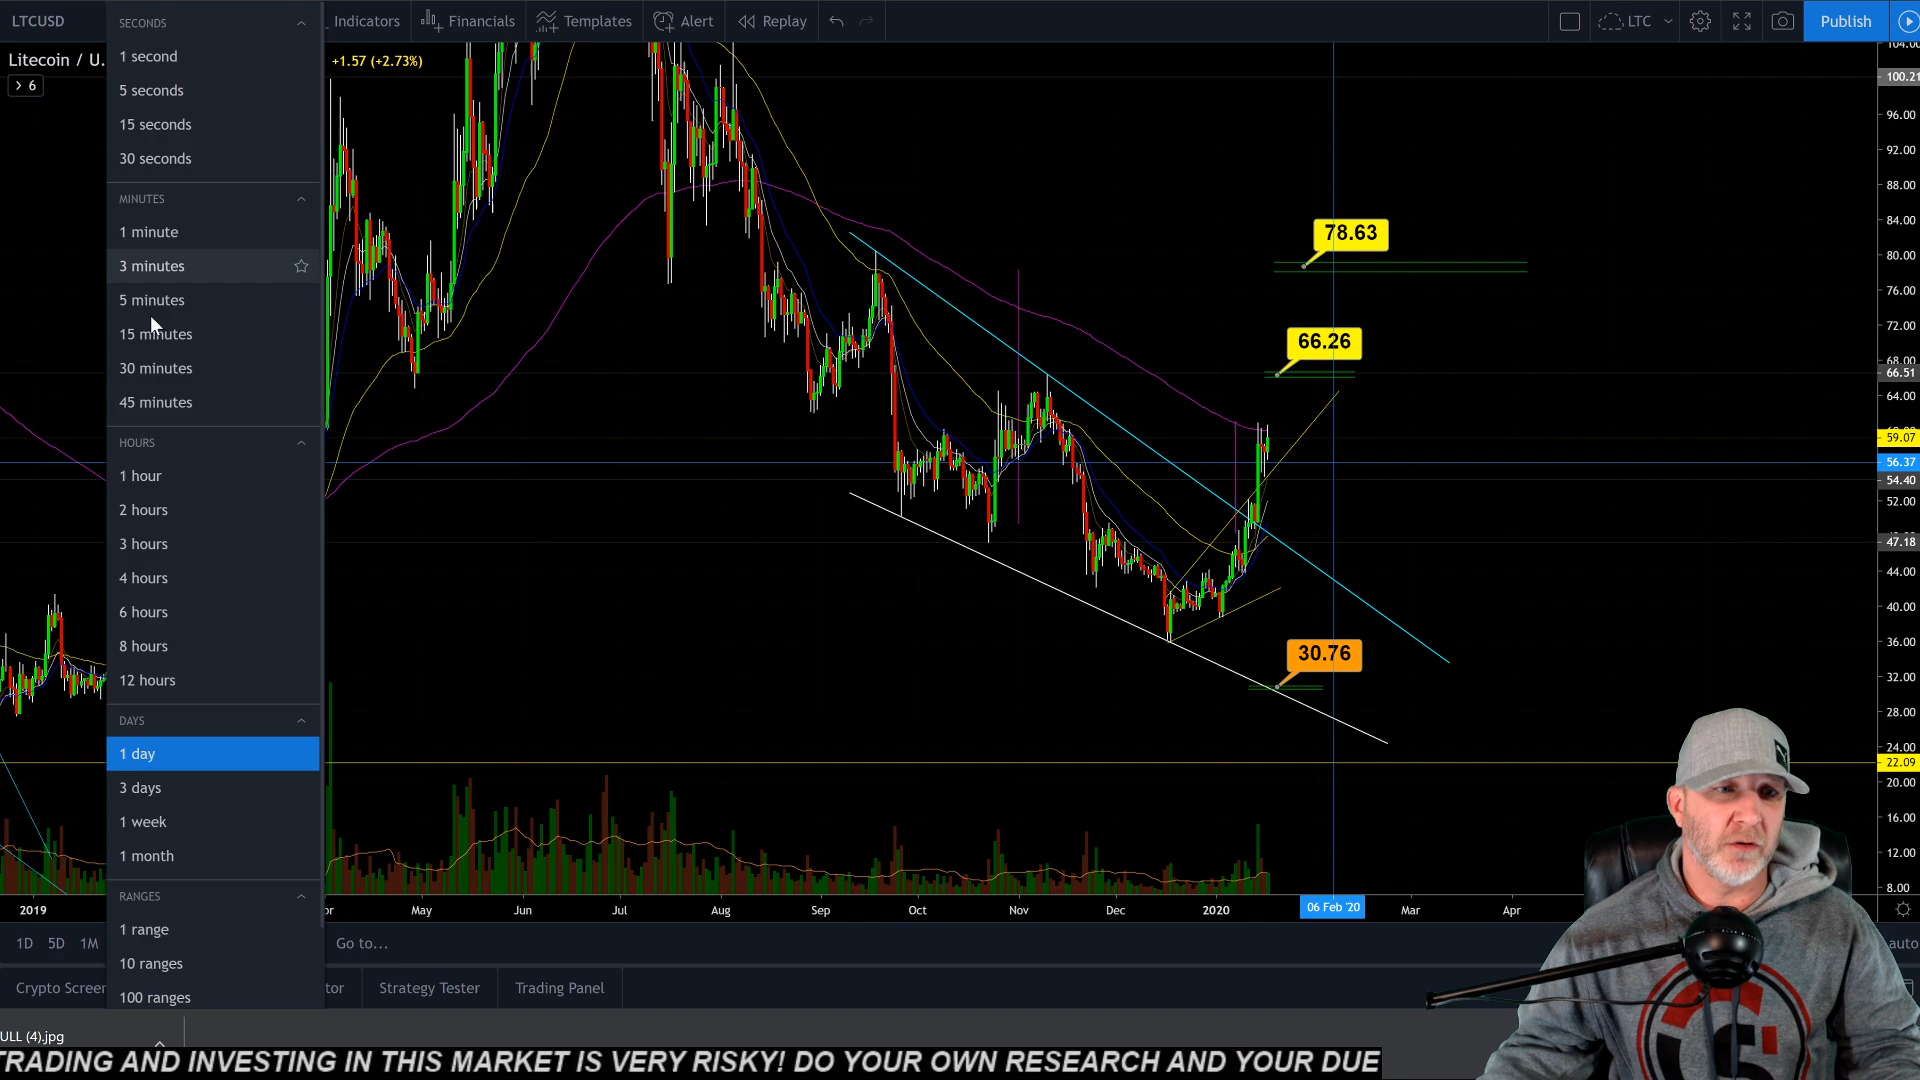 LTCUSD
Indicators
Financials
Templates
Alert
Replay
LTC
Publish
Litecoin / U.
+1.57 (+2.73%)
6
SECONDS
1 second
5 seconds
15 seconds
30 seconds
MINUTES
1 minute
3 minutes
5 minutes
15 minutes
30 minutes
45 minutes
HOURS
1 hour
2 hours
3 hours
4 hours
6 hours
8 hours
12 hours
DAYS
1 day
3 days
1 week
1 month
RANGES
1 range
10 ranges
100 ranges
78.63
66.26
30.76
104.00
100.21
96.00
92.00
88.00
84.00
80.00
76.00
72.00
68.00
66.51
64.00
59.07
56.37
54.40
52.00
47.18
44.00
40.00
36.00
32.00
28.00
24.00
22.09
20.00
16.00
12.00
8.00
2019
May
Jun
Jul
Aug
Sep
Oct
Nov
Dec
2020
06 Feb '20
Mar
Apr
1D
5D
1M
Go to...
auto
Crypto Screen
tor
Strategy Tester
Trading Panel
ULL (4).jpg
TRADING AND INVESTING IN THIS MARKET IS VERY RISKY! DO YOUR OWN RESEARCH AND YOUR DUE